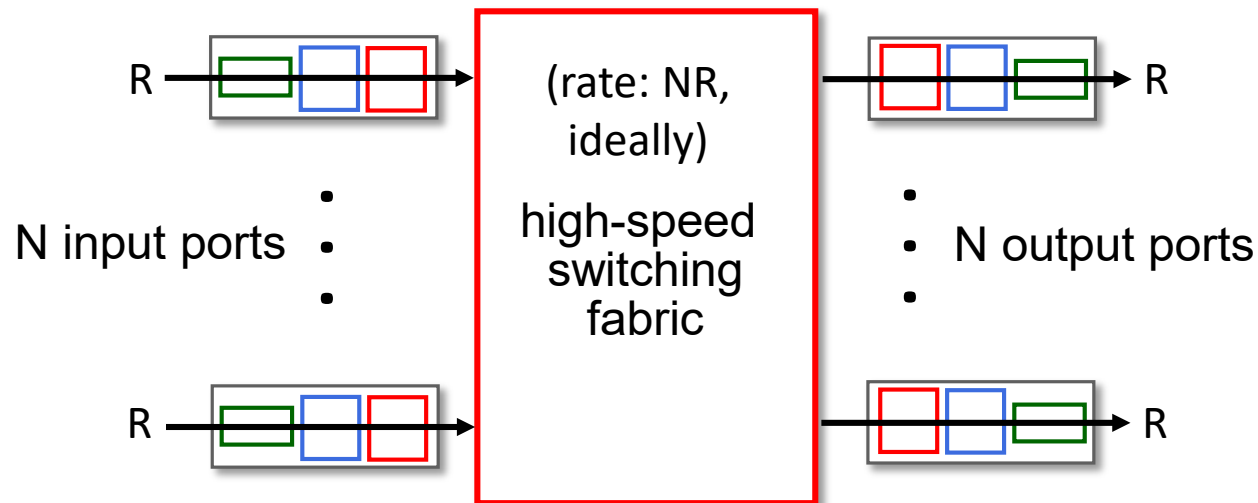 R
(rate: NR,
ideally)
R
N input ports
high-speed
switching
fabric
N output ports
R
R